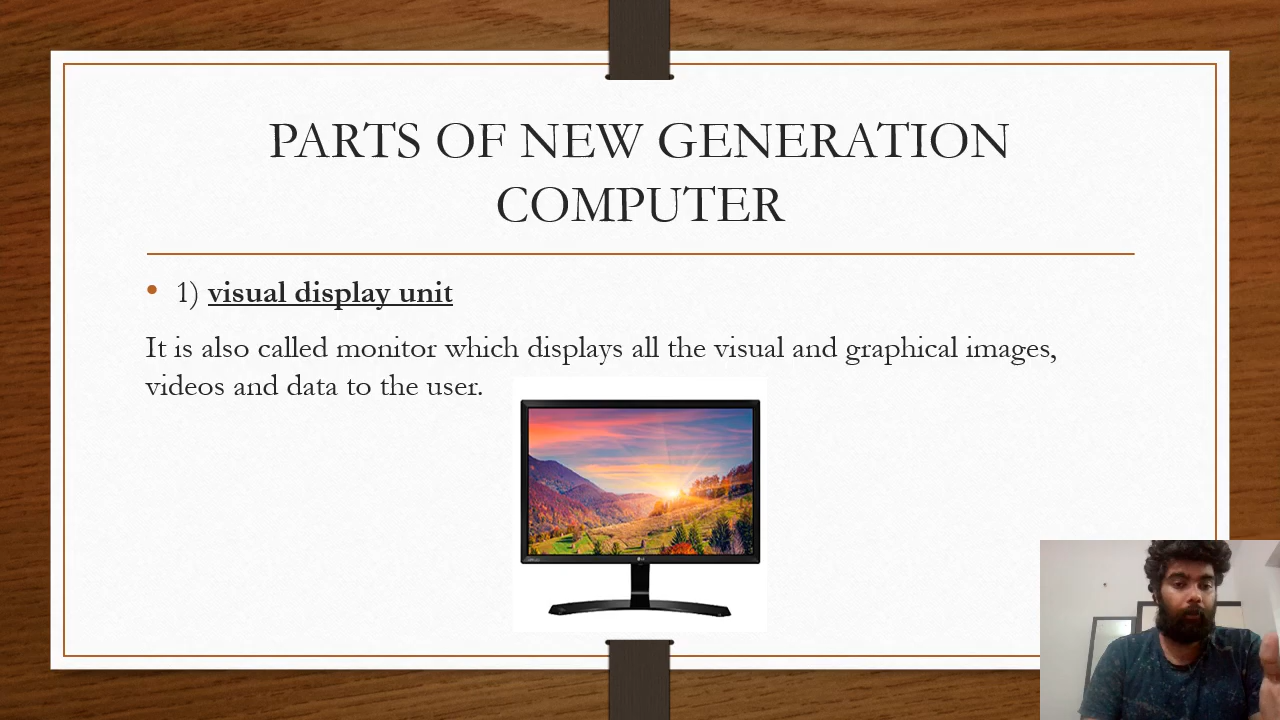 PARTS OF NEW GENERATION
COMPUTER
• 1) visual display unit
It is also called monitor which displays all the visual and graphical images,
videos and data to the user.
LG